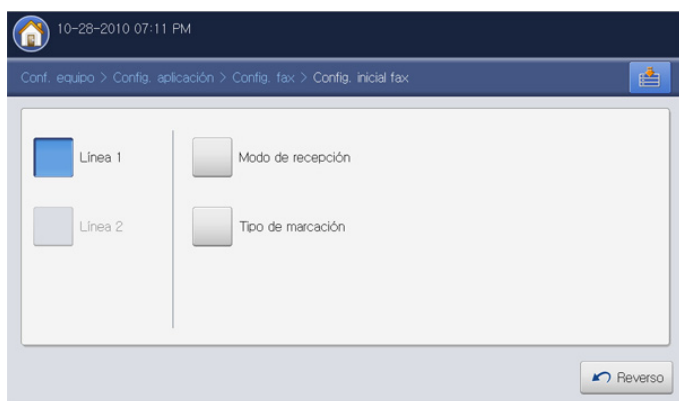 10-28-2010 07:11 PM
Conf. equipo > Config. aplicación > Config. fax > Config. inicial fax
Línea 1
Modo de recepción
Línea 2
Tipo de marcación
Reverso